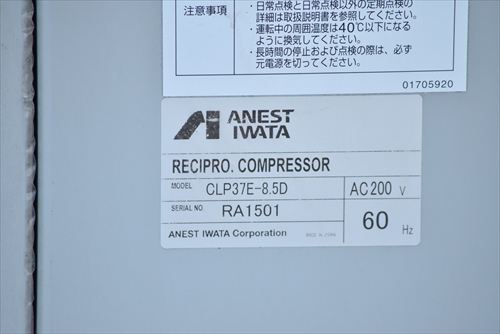 注意事項
・日常点検と日常点検以外の定期点検の
詳細は取扱説明書を参照してください。
・運転中の周囲温度は40℃以下になる
ように換気してください。
・長時間の停止および点検の際は、必ず
元電源を切ってください。
01705920
ANEST
IWATA
RECIPRO. COMPRESSOR
MODEL CLP37E-8.5D AC 200 V
SERIAL NO RA1501 60 Hz
ANEST IWATA Corporation MADE IN JAPAN